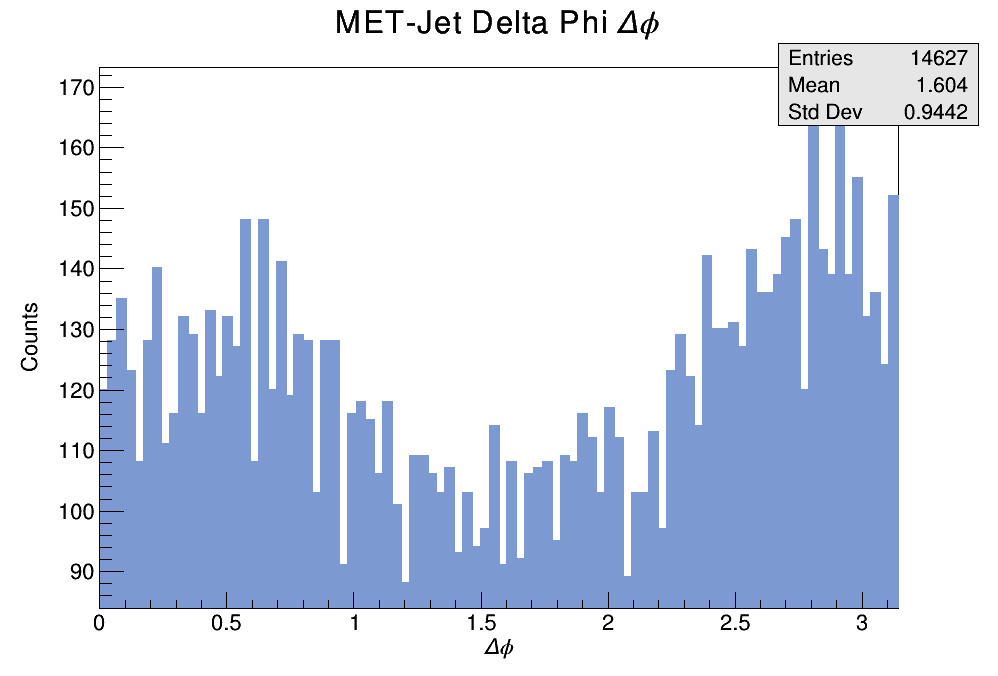 MET-Jet Delta Phi Δϕ
Entries 14627
Mean 1.604
Std Dev 0.9442
170
160
150
140
130
120
110
100
90
Counts
0 0.5 1 1.5 2 2.5 3
Δϕ